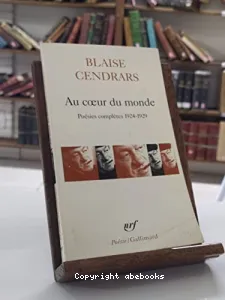 BLAISE
CENDRARS
Au cœur du monde
Poésies complètes 1924-1929
nrf
Poésie/Gallimard
Copyright abebooks